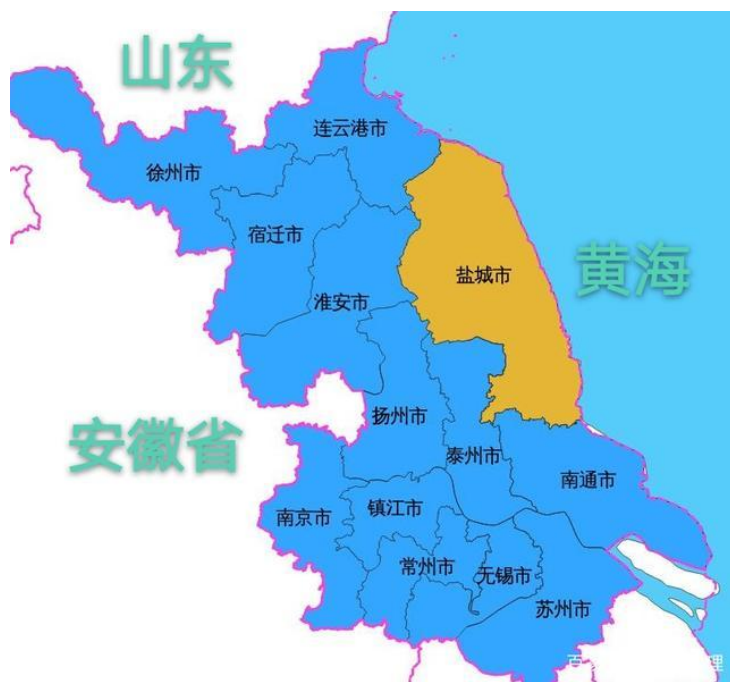 山东
连云港市
徐州市
宿迁市
黄海
盐城市
淮安市
扬州市
安徽省
泰州市
南通市
镇江市
南京市
常州市
无锡市
苏州市